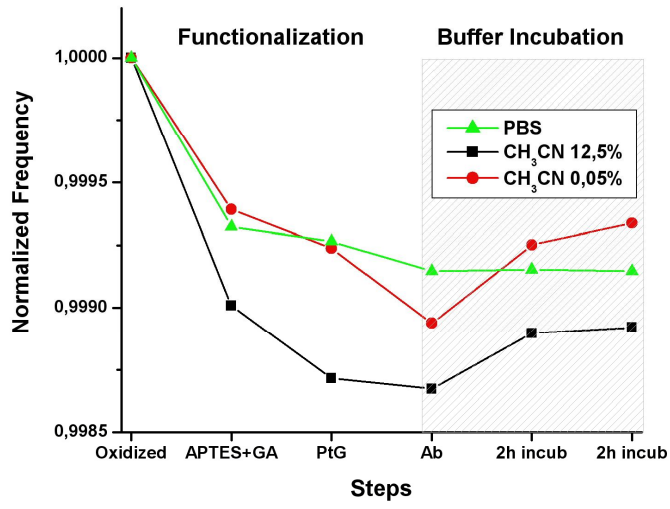 Functionalization
Buffer Incubation
1,0000
0,9995
0,9990
0,9985
Normalized Frequency
PBS
CH₃CN 12,5%
CH₃CN 0,05%
Oxidized APTES+GA PtG Ab 2h incub 2h incub
Steps